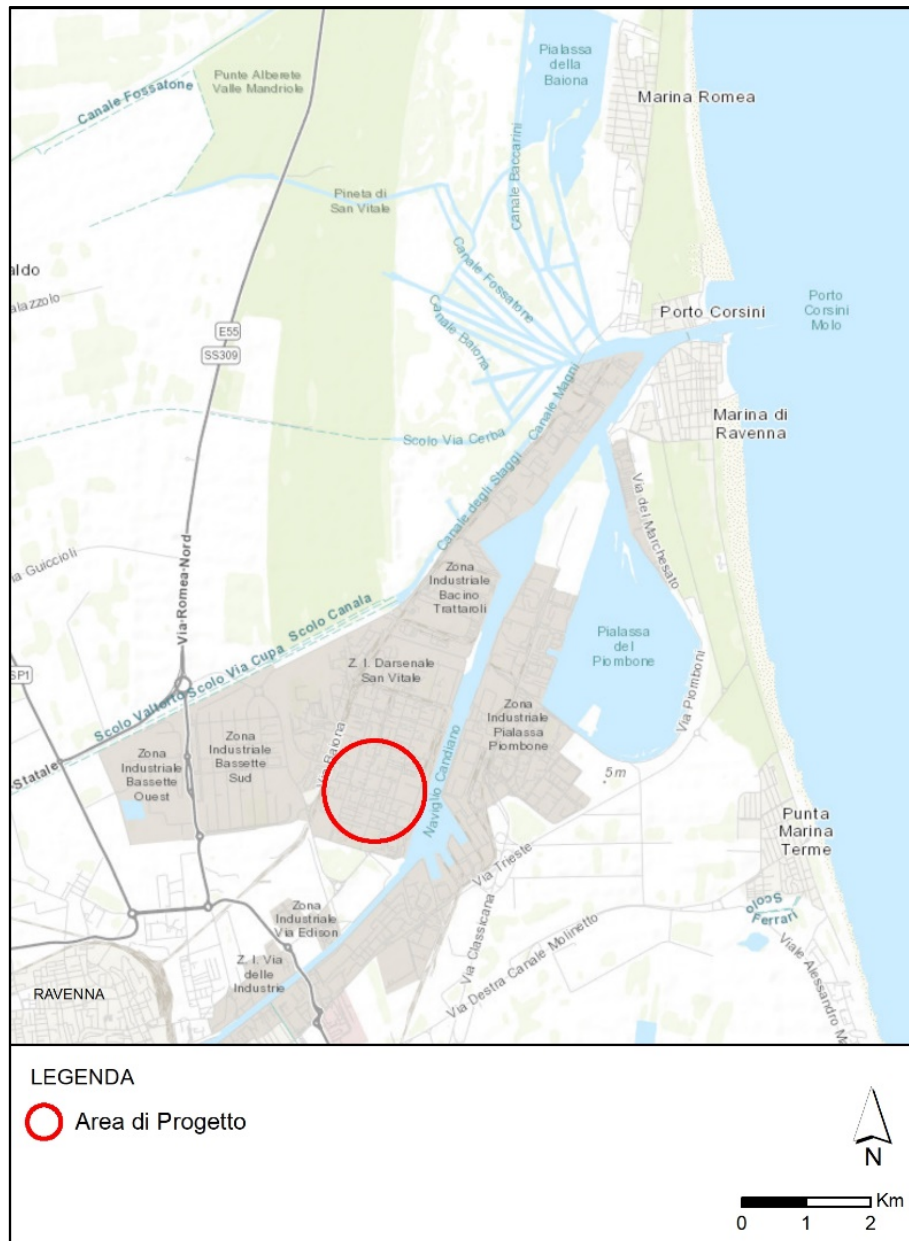 Pialassa
della
Baiona
Punte Alberete
Valle Mandriole
Canale Fossatone
Marina Romea
Canale Baccarini
Pineta di
San Vitale
Canale Fossatone
aldo
alazzolo
Canale Baiona
Porto Corsini
Porto
Corsini
Molo
E55
SS309
Canale Magni
Marina di
Ravenna
Scolo Via Cerba
Canale degli Staggi
Via del Marchesato
Via Romea Nord
a Guiccioli
Zona
Industriale
Bacino
Trattaroli
Scolo Canala
Scolo Via Cupa
Scolo Valtorto
Pialassa
del
Piombone
Z. I. Darsenale
San Vitale
SP1
Via Piomboni
Zona
Industriale
Pialassa
Piombone
Zona
Industriale
Bassette
Sud
Zona
Industriale
Bassette
Ouest
Via Baiona
Statale
5 m
Naviglio Candiano
Punta
Marina
Terme
Via Trieste
Scolo
Ferrari
Zona
Industriale
Via Edison
Via Classicana
Via Destra Canale Molinetto
Viale Alessandro Ma
Z. I. Via
delle
Industrie
RAVENNA
LEGENDA
Area di Progetto
N
Km
0 1 2